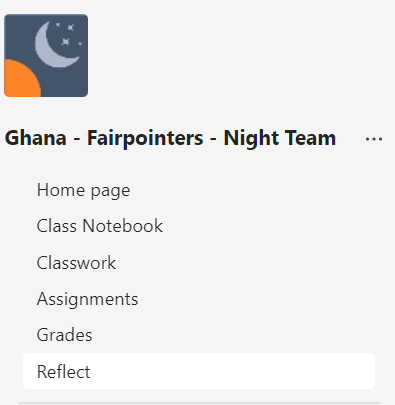 Ghana - Fairpointers - Night Team ...
Home page
Class Notebook
Classwork
Assignments
Grades
Reflect